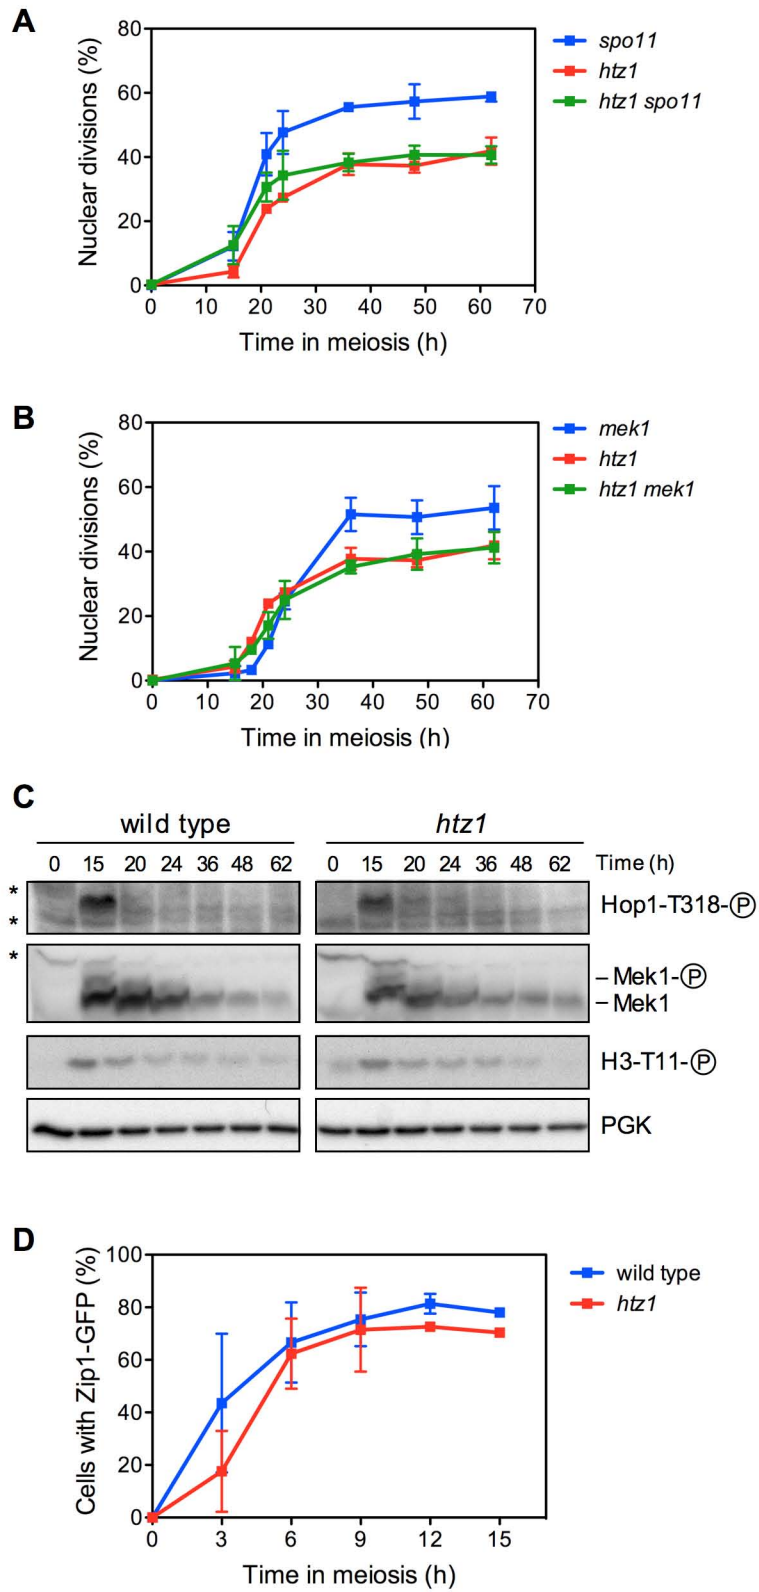 A
Nuclear divisions (%)
80
60
40
20
0
0 10 20 30 40 50 60 70
Time in meiosis (h)
spo11
htz1
htz1 spo11
B
Nuclear divisions (%)
80
60
40
20
0
0 10 20 30 40 50 60 70
Time in meiosis (h)
mek1
htz1
htz1 mek1
C
wild type htz1
0 15 20 24 36 48 62 0 15 20 24 36 48 62 Time (h)
*
*
Hop1-T318-Ⓟ
*
Mek1-Ⓟ
Mek1
H3-T11-Ⓟ
PGK
D
Cells with Zip1-GFP (%)
100
80
60
40
20
0
0 3 6 9 12 15
Time in meiosis (h)
wild type
htz1